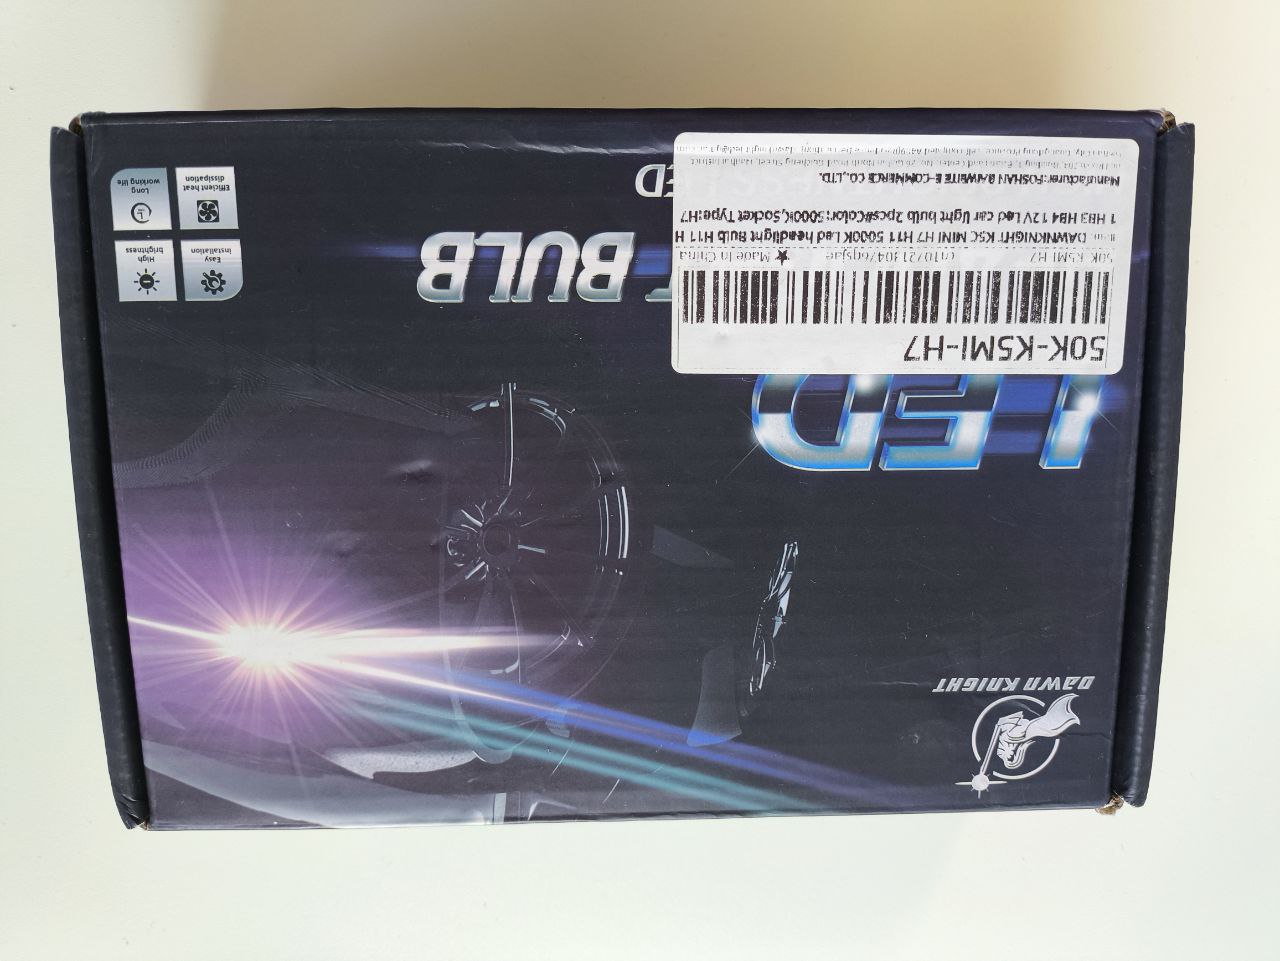 DAWN KNIGHT
LED
50K-K5MI-H7
50K-K5MI-H7
Made in China
Item: DAWNKNIGHT K5C MINI H7 H11 5000K Led headlight Bulb H11 H
1 HB3 HB4 12V Led car light bulb 2pcs#Color:5000K,Socket Type:H7
Manufacturer: FOSHAN BAIWEITE E-COMMERCE CO.,LTD.
BULB
LED
Easy installation
High brightness
Efficient heat dissipation
Long working life